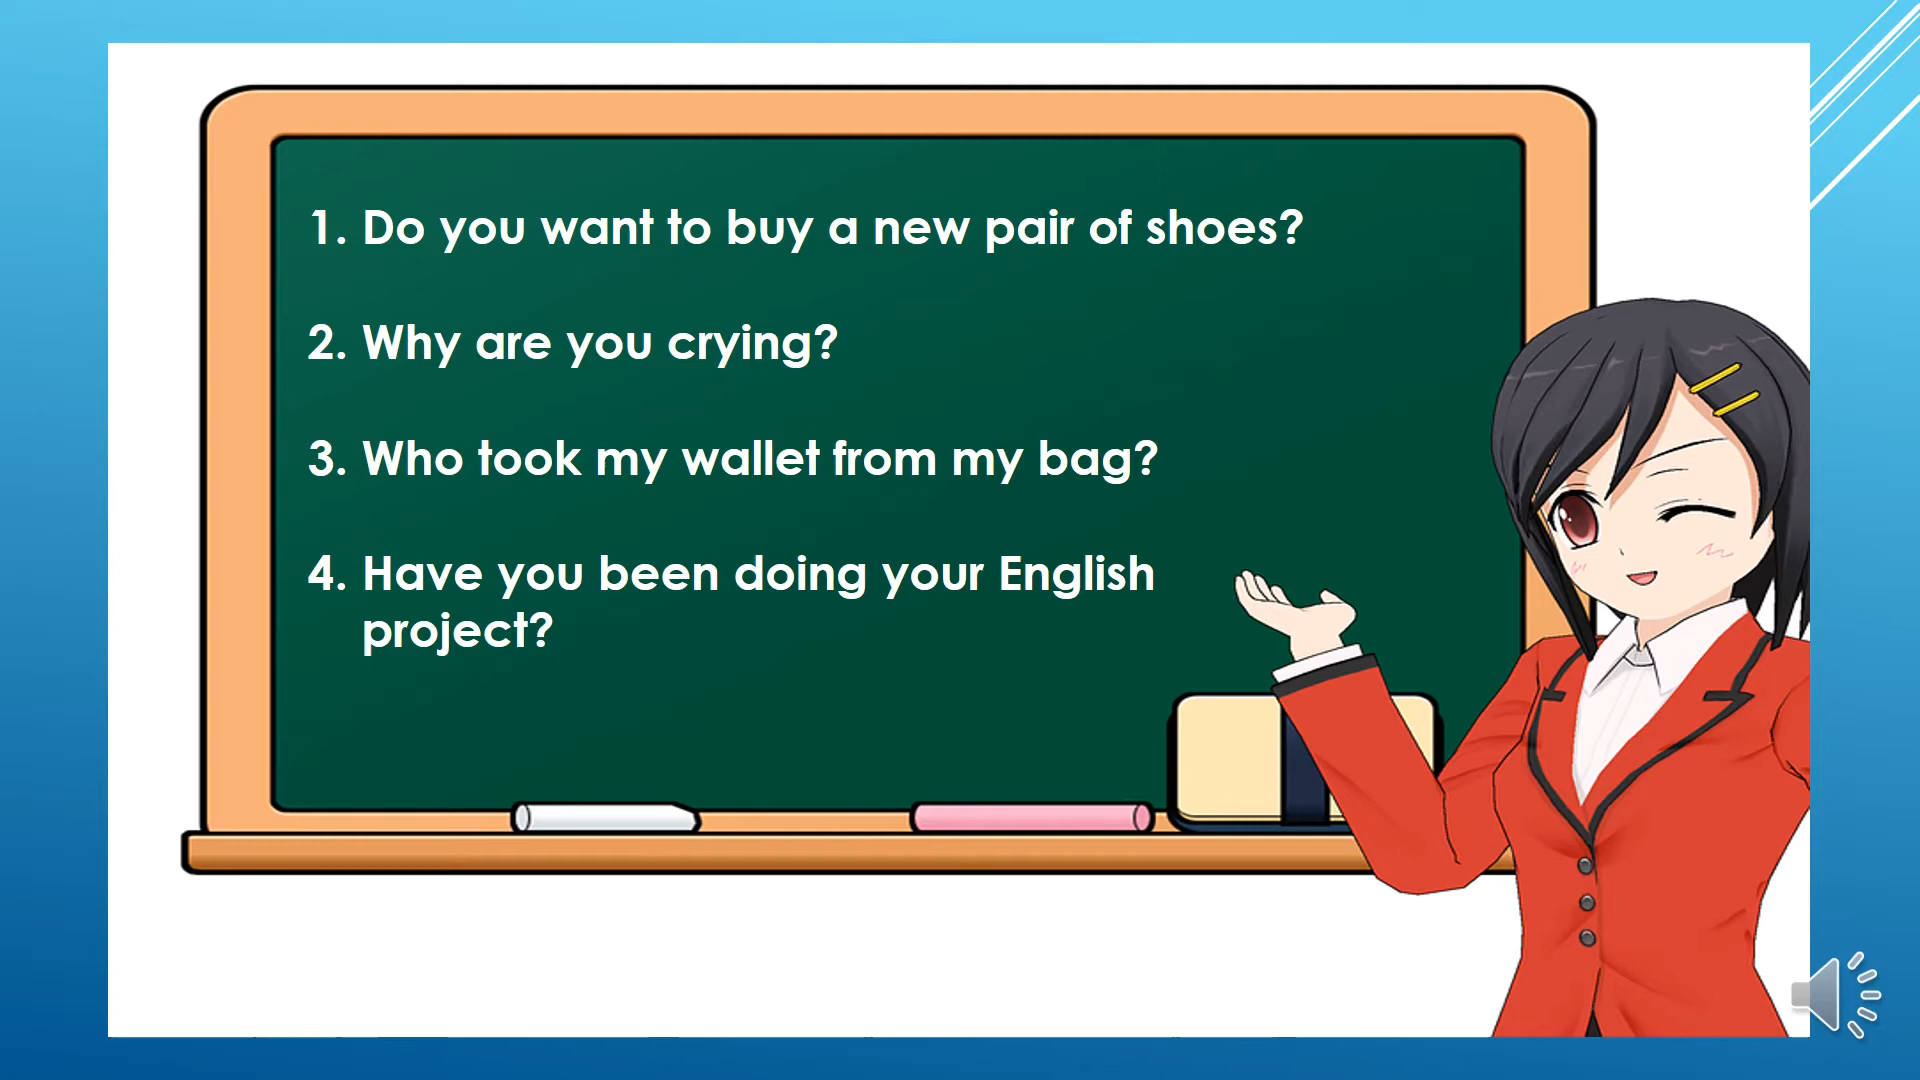 1. Do you want to buy a new pair of shoes?
2. Why are you crying?
3. Who took my wallet from my bag?
4. Have you been doing your English
project?